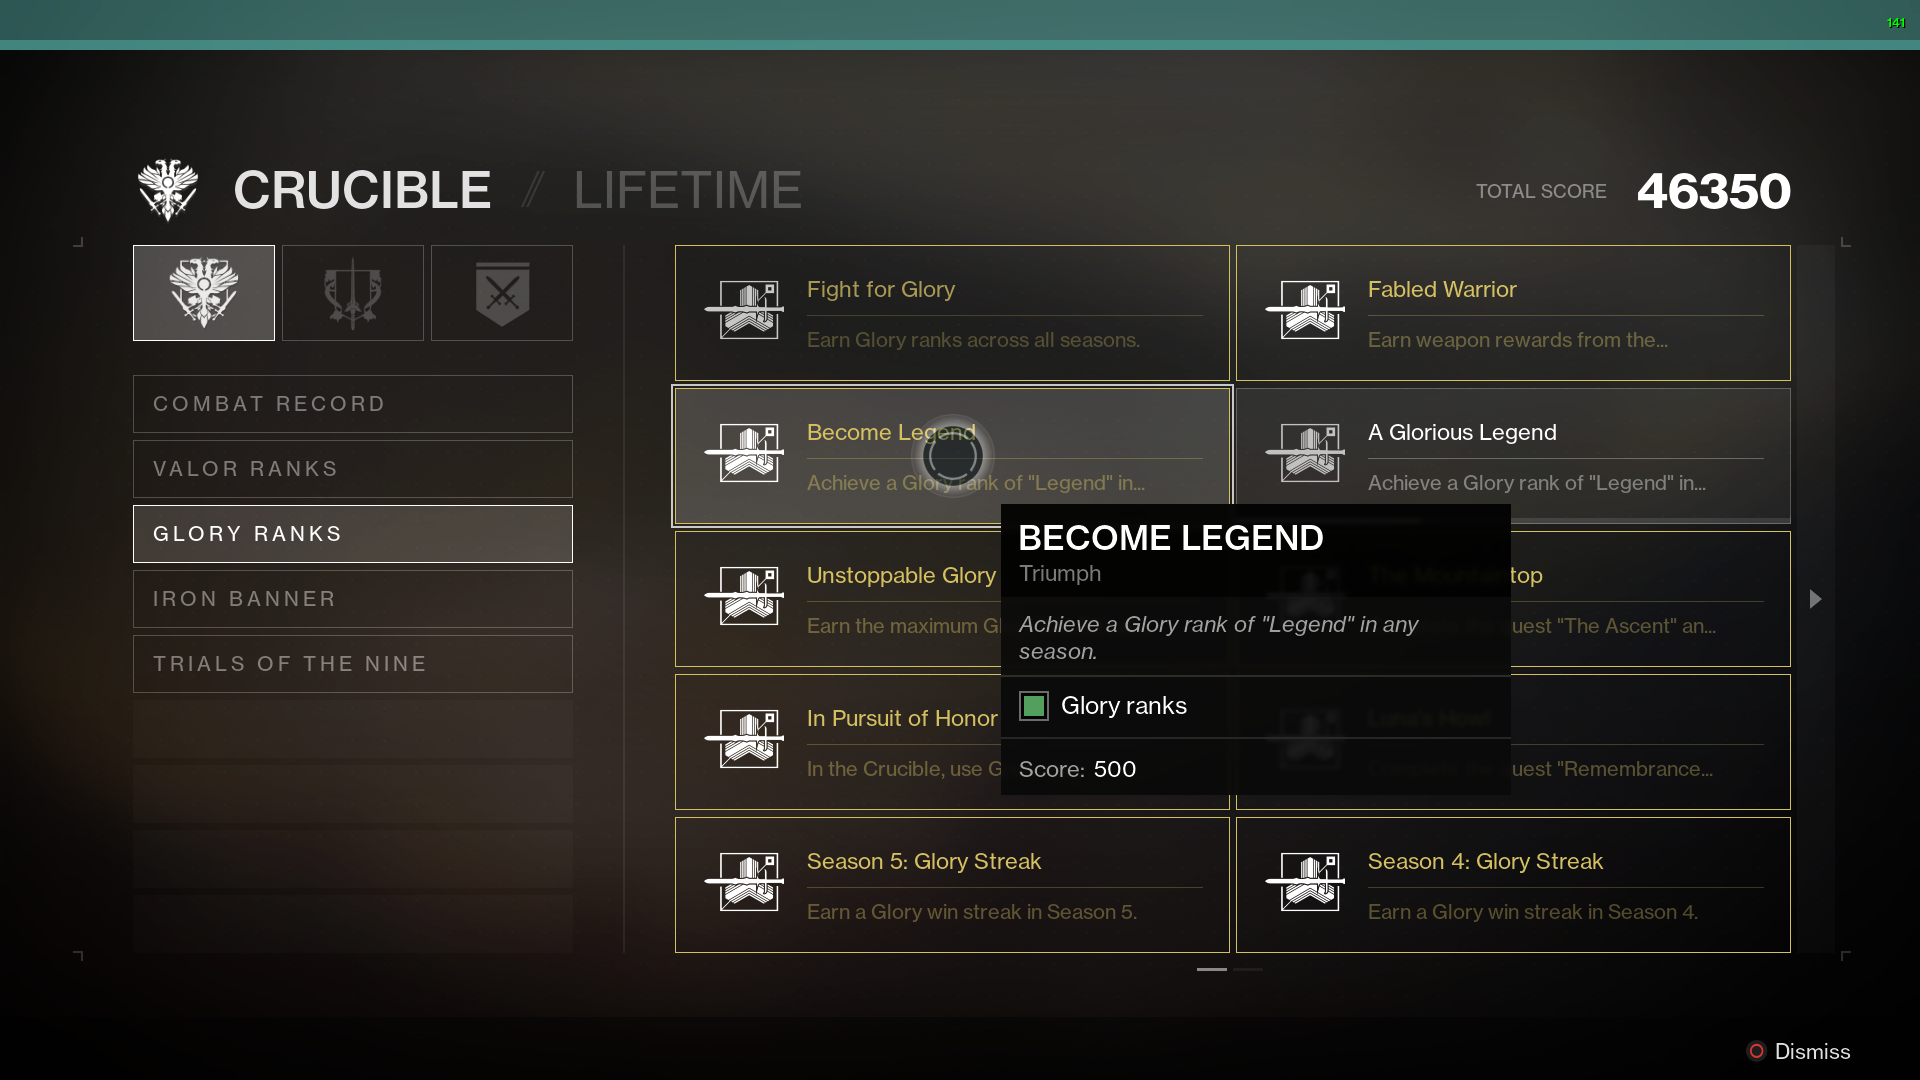 141
CRUCIBLE // LIFETIME
TOTAL SCORE 46350
COMBAT RECORD
VALOR RANKS
GLORY RANKS
IRON BANNER
TRIALS OF THE NINE
Fight for Glory
Earn Glory ranks across all seasons.
Fabled Warrior
Earn weapon rewards from the...
Become Legend
Achieve a Glory rank of "Legend" in...
A Glorious Legend
Achieve a Glory rank of "Legend" in...
Unstoppable Glory
Earn the maximum Gl
The Mountaintop
uest "The Ascent" an...
In Pursuit of Honor
In the Crucible, use G
Luna's Howl
uest "Remembrance...
Season 5: Glory Streak
Earn a Glory win streak in Season 5.
Season 4: Glory Streak
Earn a Glory win streak in Season 4.
BECOME LEGEND
Triumph
Achieve a Glory rank of "Legend" in any
season.
Glory ranks
Score: 500
Dismiss